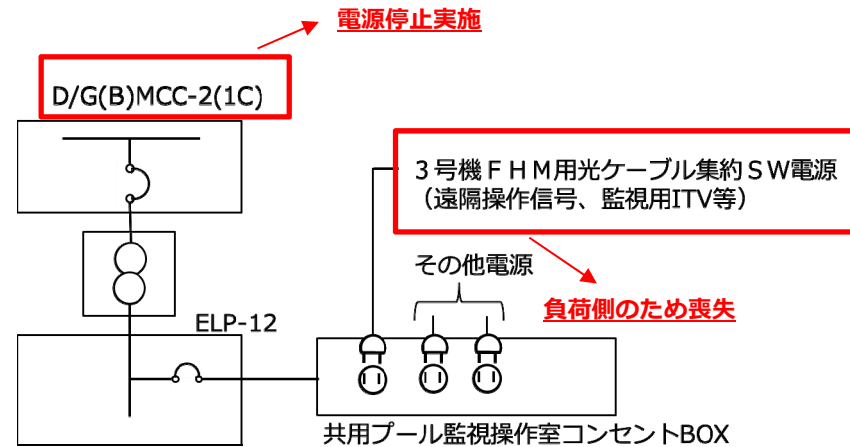 電源停止実施
D/G(B)MCC-2(1C)
3号機FHM用光ケーブル集約SW電源
(遠隔操作信号、監視用ITV等)
その他電源
負荷側のため喪失
ELP-12
共用プール監視操作室コンセントBOX